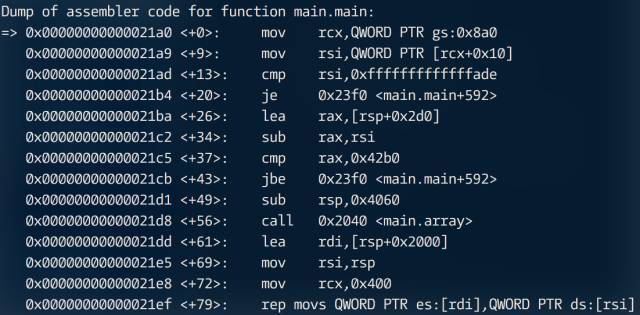 Dump of assembler code for function main.main:
=> 0x00000000000021a0 <+0>: mov rcx,QWORD PTR gs:0x8a0
0x00000000000021a9 <+9>: mov rsi,QWORD PTR [rcx+0x10]
0x00000000000021ad <+13>: cmp rsi,0xfffffffffffffade
0x00000000000021b4 <+20>: je 0x23f0 <main.main+592>
0x00000000000021ba <+26>: lea rax,[rsp+0x2d0]
0x00000000000021c2 <+34>: sub rax,rsi
0x00000000000021c5 <+37>: cmp rax,0x42b0
0x00000000000021cb <+43>: jbe 0x23f0 <main.main+592>
0x00000000000021d1 <+49>: sub rsp,0x4060
0x00000000000021d8 <+56>: call 0x2040 <main.array>
0x00000000000021dd <+61>: lea rdi,[rsp+0x2000]
0x00000000000021e5 <+69>: mov rsi,rsp
0x00000000000021e8 <+72>: mov rcx,0x400
0x00000000000021ef <+79>: rep movs QWORD PTR es:[rdi],QWORD PTR ds:[rsi]